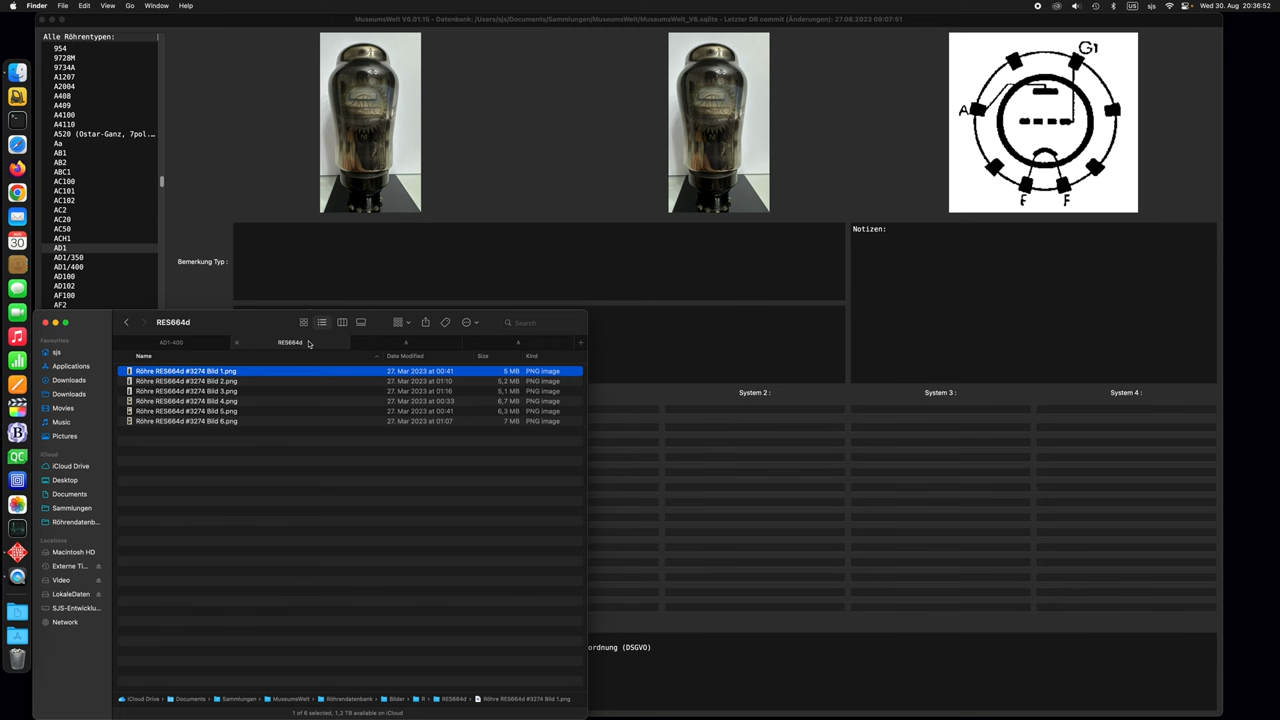 Finder File Edit View Go Window Help
sjs Wed 30. Aug 20:36:52
MuseumsWelt V6.01.15 - Datenbank: /Users/sjs/Documents/Sammlungen/MuseumsWelt/MuseumsWelt_V6.sqlite - Letzter DB commit (Änderungen): 27.08.2023 09:07:51
Alle Röhrentypen:
954
9728M
9734A
A1207
A2004
A408
A409
A4100
A4110
A520 (Ostar-Ganz, 7pol...
Aa
AB1
AB2
ABC1
AC100
AC101
AC102
AC2
AC20
AC50
ACH1
AD1
AD1/350
AD1/400
AD100
AD102
AF100
AF2
G1
A
F F
Bemerkung Typ :
Notizen:
System 2 : System 3 : System 4 :
ordnung (DSGVO)
RES664d
Search
AD1-400 RES664d A A
Name Date Modified Size Kind
Röhre RES664d #3274 Bild 1.png 27. Mar 2023 at 00:41 5 MB PNG image
Röhre RES664d #3274 Bild 2.png 27. Mar 2023 at 01:10 5,2 MB PNG image
Röhre RES664d #3274 Bild 3.png 27. Mar 2023 at 01:16 5,1 MB PNG image
Röhre RES664d #3274 Bild 4.png 27. Mar 2023 at 00:33 6,7 MB PNG image
Röhre RES664d #3274 Bild 5.png 27. Mar 2023 at 00:41 6,3 MB PNG image
Röhre RES664d #3274 Bild 6.png 27. Mar 2023 at 01:07 7 MB PNG image
Favourites
sjs
Applications
Downloads
Downloads
Movies
Music
Pictures
iCloud
iCloud Drive
Desktop
Documents
Sammlungen
Röhrendatenb...
Locations
Macintosh HD
Externe Ti...
Video
LokaleDaten
SJS-Entwicklu...
Network
iCloud Drive Documents Sammlungen MuseumsWelt Röhrendatenbank Bilder R RES664d Röhre RES664d #3274 Bild 1.png
1 of 6 selected, 1,2 TB available on iCloud